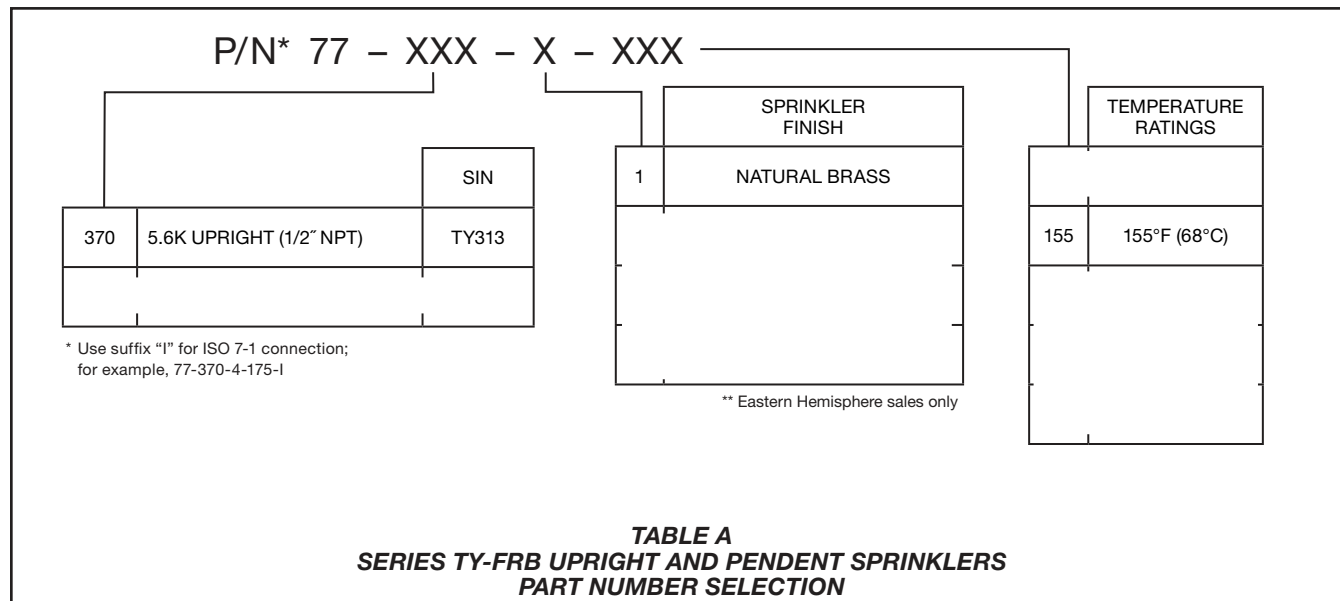 P/N* 77 – XXX – X – XXX
SPRINKLER
FINISH
TEMPERATURE
RATINGS
SIN
1 NATURAL BRASS
370 5.6K UPRIGHT (1/2˝ NPT) TY313
155 155°F (68°C)
* Use suffix “I” for ISO 7-1 connection;
for example, 77-370-4-175-I
** Eastern Hemisphere sales only
TABLE A
SERIES TY-FRB UPRIGHT AND PENDENT SPRINKLERS
PART NUMBER SELECTION